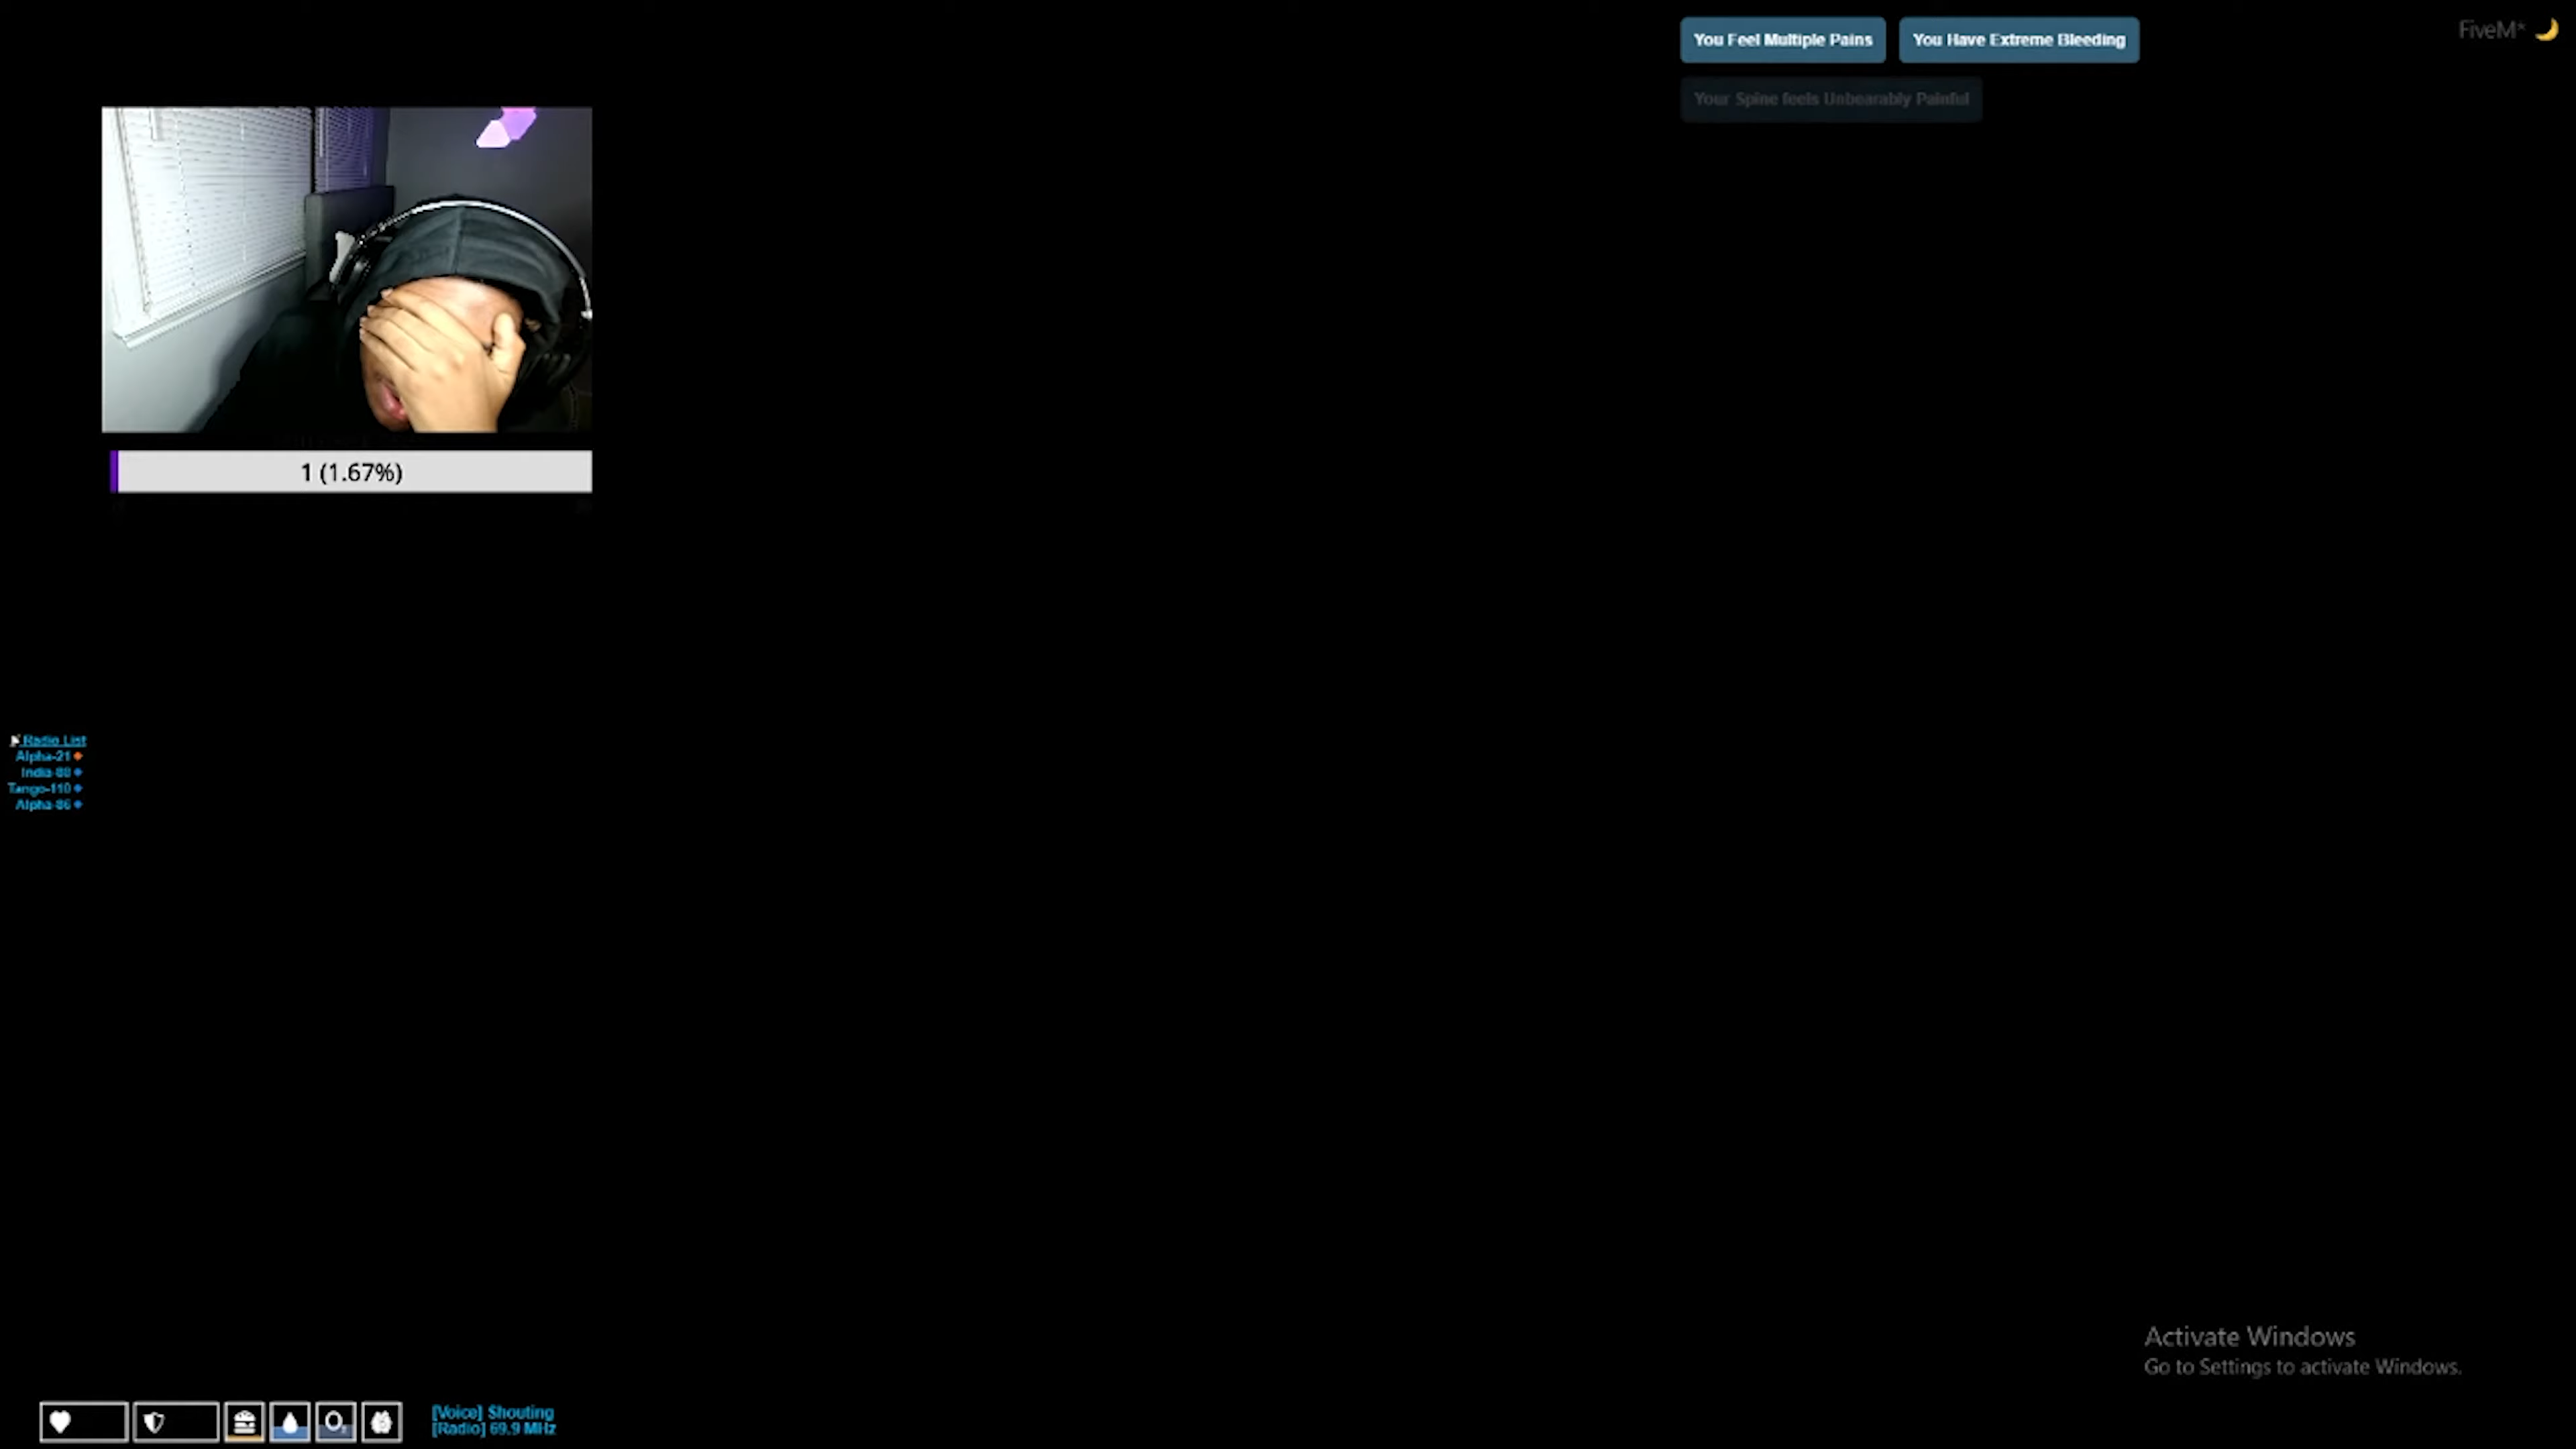 You Feel Multiple Pains
You Have Extreme Bleeding
FiveM* 🌙
Your Spine feels Unbearably Painful
1 (1.67%)
Radio List
Alpha-21
India-88
Tango-110
Alpha-86
Activate Windows
Go to Settings to activate Windows.
O₂
[Voice] Shouting
[Radio] 69.9 MHz